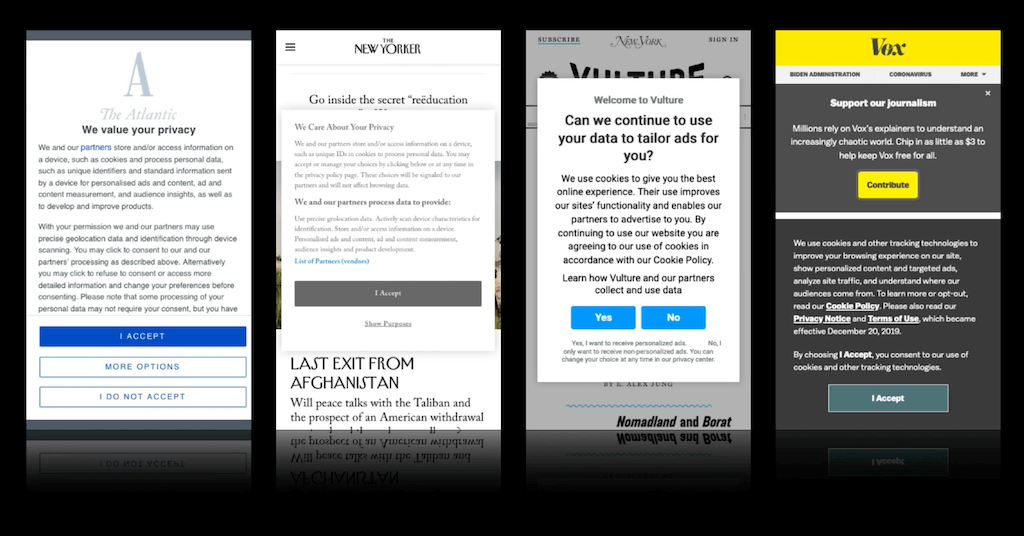 A
The Atlantic
We value your privacy
We and our partners store and/or access information on
a device, such as cookies and process personal data,
such as unique identifiers and standard information sent
by a device for personalised ads and content, ad and
content measurement, and audience insights, as well as
to develop and improve products.
With your permission we and our partners may use
precise geolocation data and identification through device
scanning. You may click to consent to our and our
partners' processing as described above. Alternatively
you may click to refuse to consent or access more
detailed information and change your preferences before
consenting. Please note that some processing of your
personal data may not require your consent, but you have
I ACCEPT
MORE OPTIONS
I DO NOT ACCEPT
I DO NOT ACCEPT
THE
NEW YORKER
Go inside the secret "reëducation
We Care About Your Privacy
We and our partners store and/or access information on a device,
such as unique IDs in cookies to process personal data. You may
accept or manage your choices by clicking below or at any time in
the privacy policy page. These choices will be signaled to our
partners and will not affect browsing data.
We and our partners process data to provide:
Use precise geolocation data. Actively scan device characteristics for
identification. Store and/or access information on a device.
Personalised ads and content, ad and content measurement,
audience insights and product development.
List of Partners (vendors)
I Accept
Show Purposes
LAST EXIT FROM
AFGHANISTAN
Will peace talks with the Taliban and
the prospect of an American withdrawal
the prospect of an American withdrawal
Will peace talks with the Taliban and
AFGHANISTAN
SUBSCRIBE
NEW YORK
SIGN IN
VULTURE
Welcome to Vulture
Can we continue to use
your data to tailor ads for
you?
We use cookies to give you the best
online experience. Their use improves
our sites' functionality and enables our
partners to advertise to you. By
continuing to use our website you are
agreeing to our use of cookies in
accordance with our Cookie Policy.
Learn how Vulture and our partners
collect and use data
Yes No
Yes, I want to receive personalized ads. No, I
only want to receive non-personalized ads. You can
change your choice at any time in our privacy center.
BY E. ALEX JUNG
Nomadland and Borat
Nomadland and Borat
Vox
BIDEN ADMINISTRATION CORONAVIRUS MORE
Support our journalism
Millions rely on Vox's explainers to understand an
increasingly chaotic world. Chip in as little as $3 to
help keep Vox free for all.
Contribute
We use cookies and other tracking technologies to
improve your browsing experience on our site,
show personalized content and targeted ads,
analyze site traffic, and understand where our
audiences come from. To learn more or opt-out,
read our Cookie Policy. Please also read our
Privacy Notice and Terms of Use, which became
effective December 20, 2019.
By choosing I Accept, you consent to our use of
cookies and other tracking technologies.
I Accept
I Accept